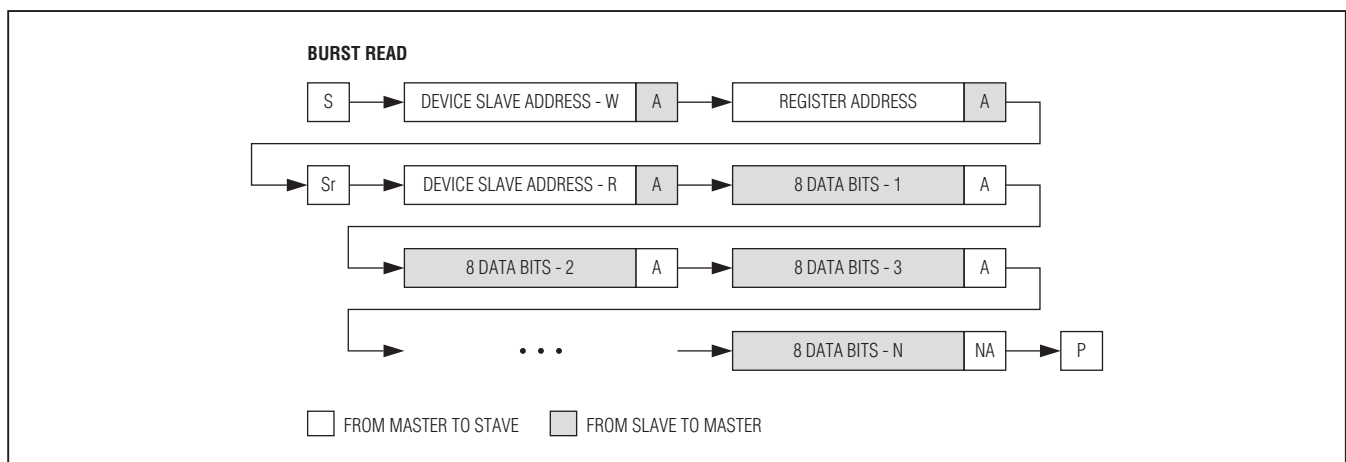 BURST READ
S DEVICE SLAVE ADDRESS - W A REGISTER ADDRESS A
Sr DEVICE SLAVE ADDRESS - R A 8 DATA BITS - 1 A
8 DATA BITS - 2 A 8 DATA BITS - 3 A
• • • 8 DATA BITS - N NA P
FROM MASTER TO STAVE FROM SLAVE TO MASTER